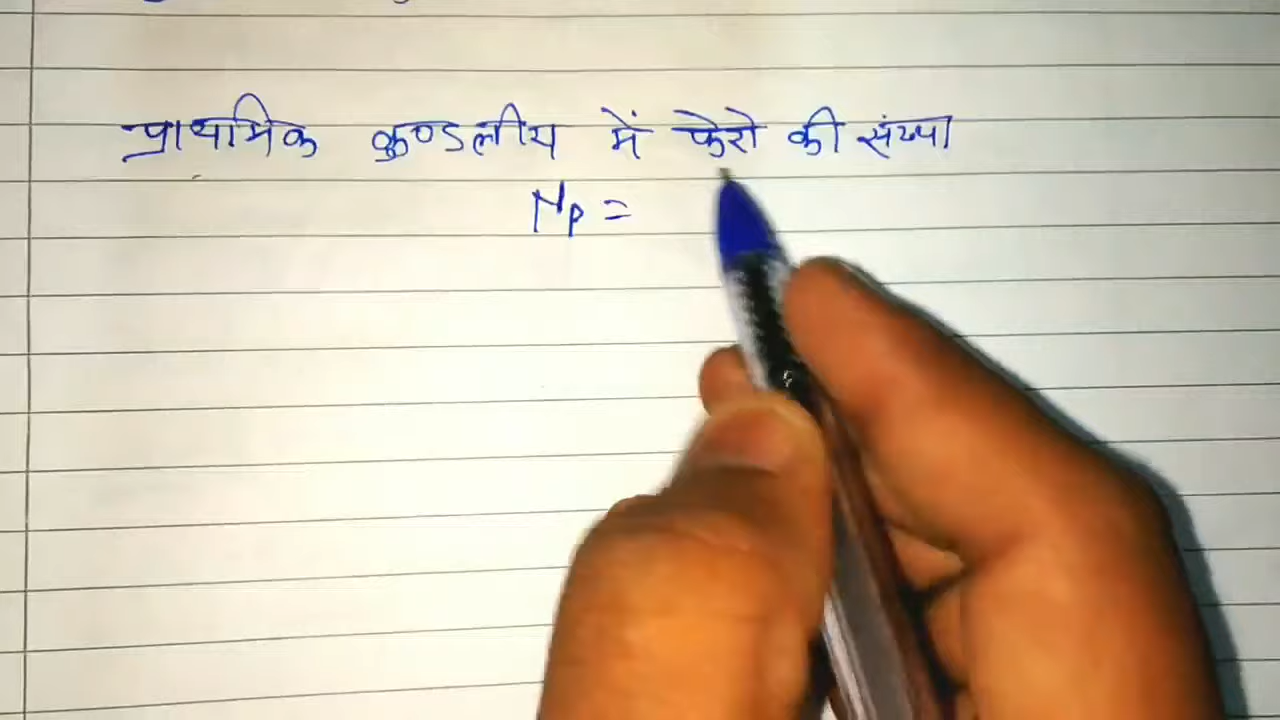 प्राथमिक कुण्डलीय में फेरो की संख्या
Np =